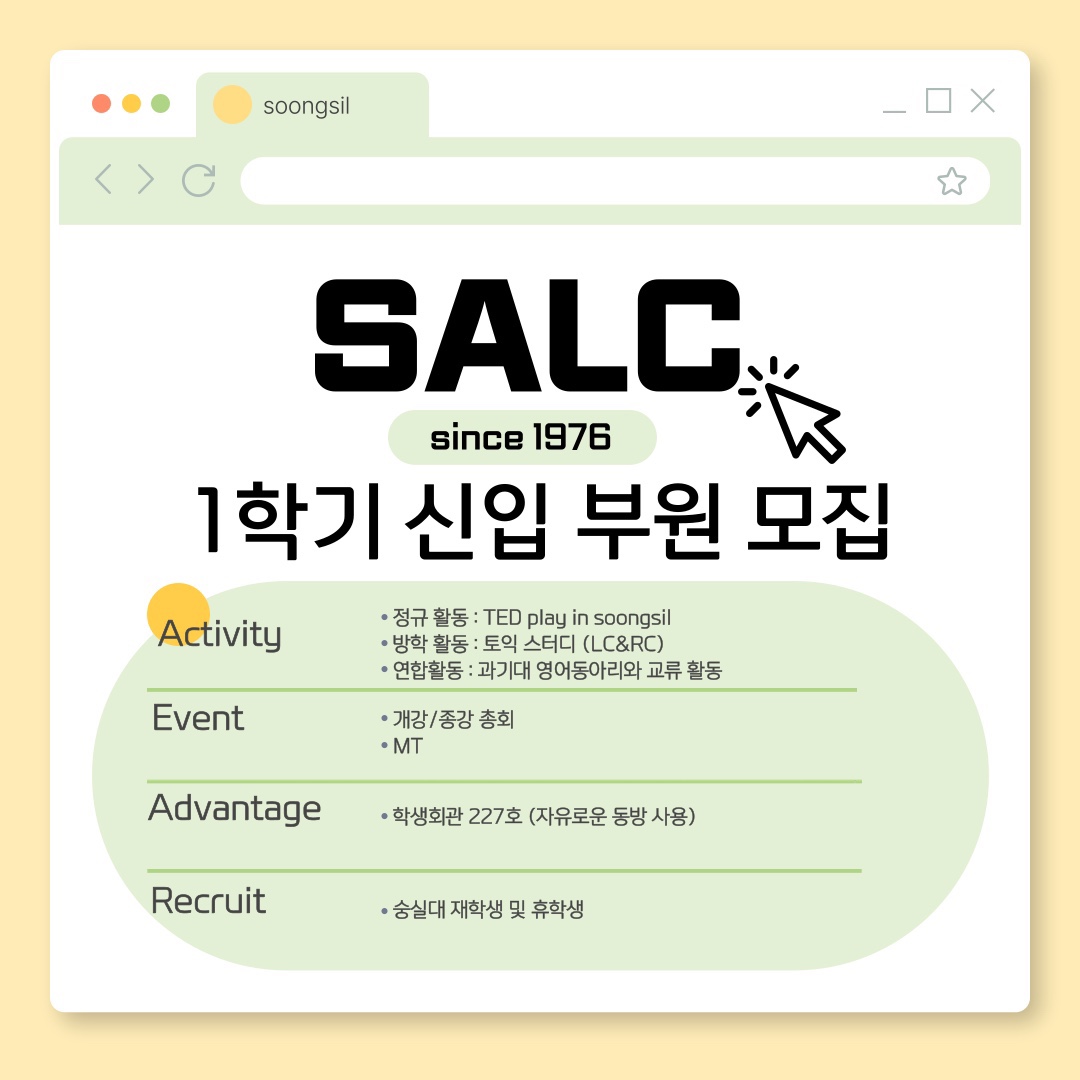 soongsil
SALC
since 1976
1학기 신입 부원 모집
Activity
• 정규 활동 : TED play in soongsil
• 방학 활동 : 토익 스터디 (LC&RC)
• 연합활동 : 과기대 영어동아리와 교류 활동
Event
• 개강/종강 총회
• MT
Advantage
• 학생회관 227호 (자유로운 동방 사용)
Recruit
• 숭실대 재학생 및 휴학생